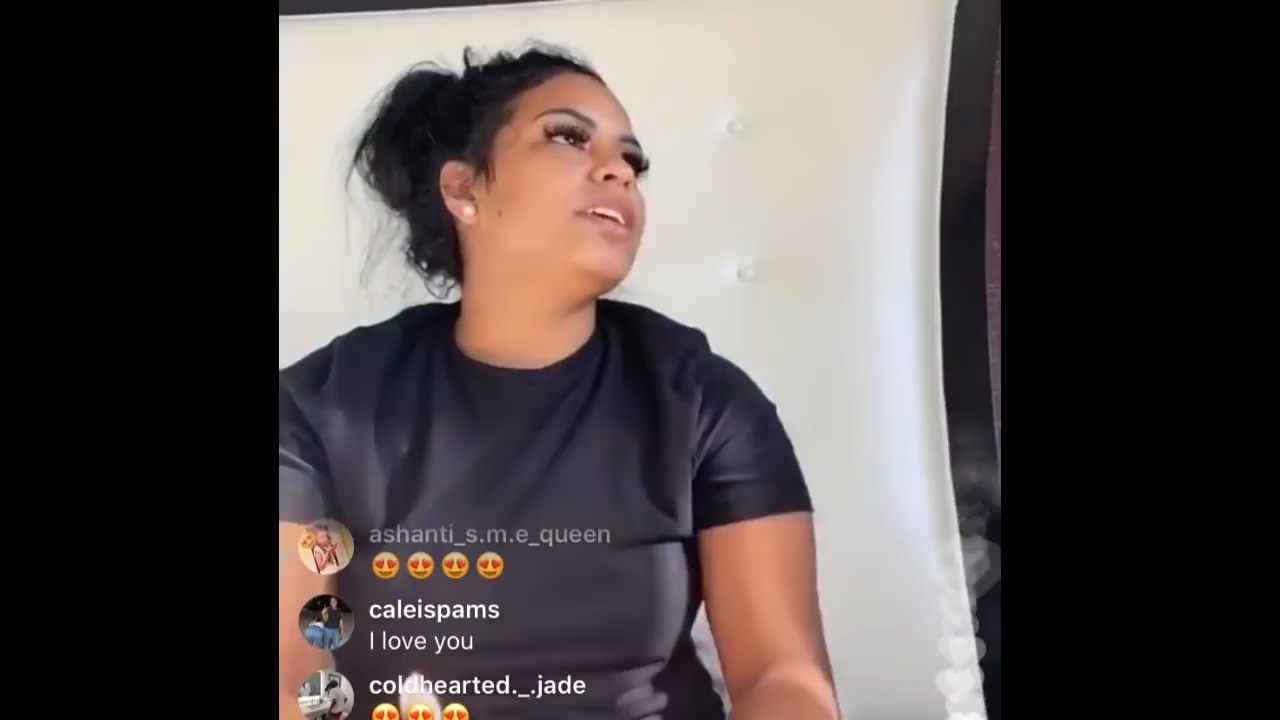 ashanti_s.m.e_queen
😍😍😍😍
caleispams
I love you
coldhearted._.jade
😍😍😍